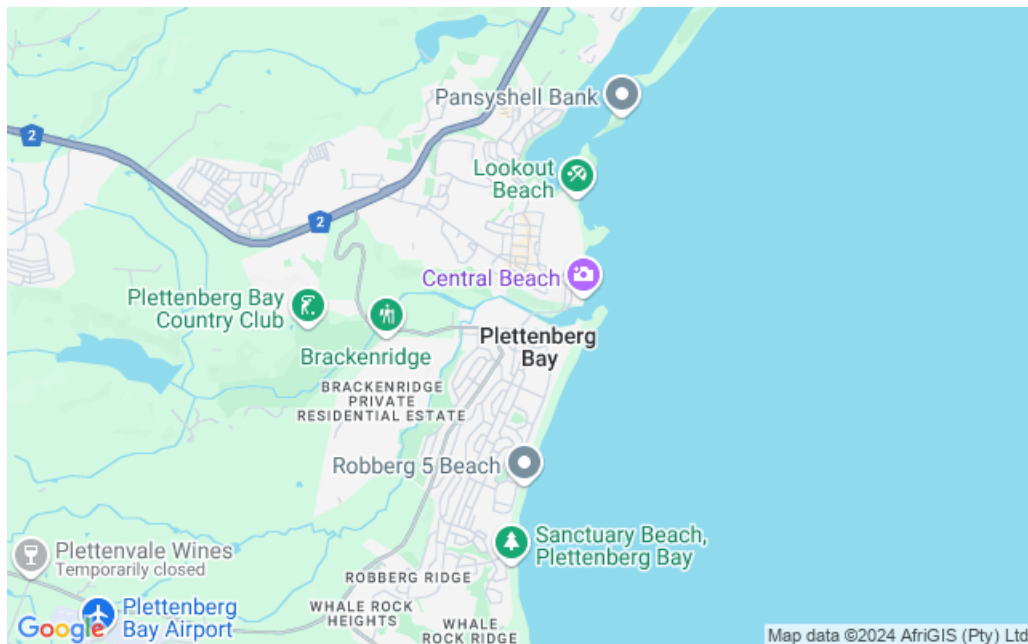 Pansyshell Bank
2
Lookout
Beach
2
Central Beach
Plettenberg Bay
Country Club
Plettenberg
Bay
Brackenridge
BRACKENRIDGE
PRIVATE
RESIDENTIAL ESTATE
Robberg 5 Beach
Sanctuary Beach,
Plettenberg Bay
Plettenvale Wines
Temporarily closed
ROBBERG RIDGE
WHALE ROCK
HEIGHTS
Plettenberg
Bay Airport
WHALE
ROCK RIDGE
Google
Map data ©2024 AfriGIS (Pty) Ltd